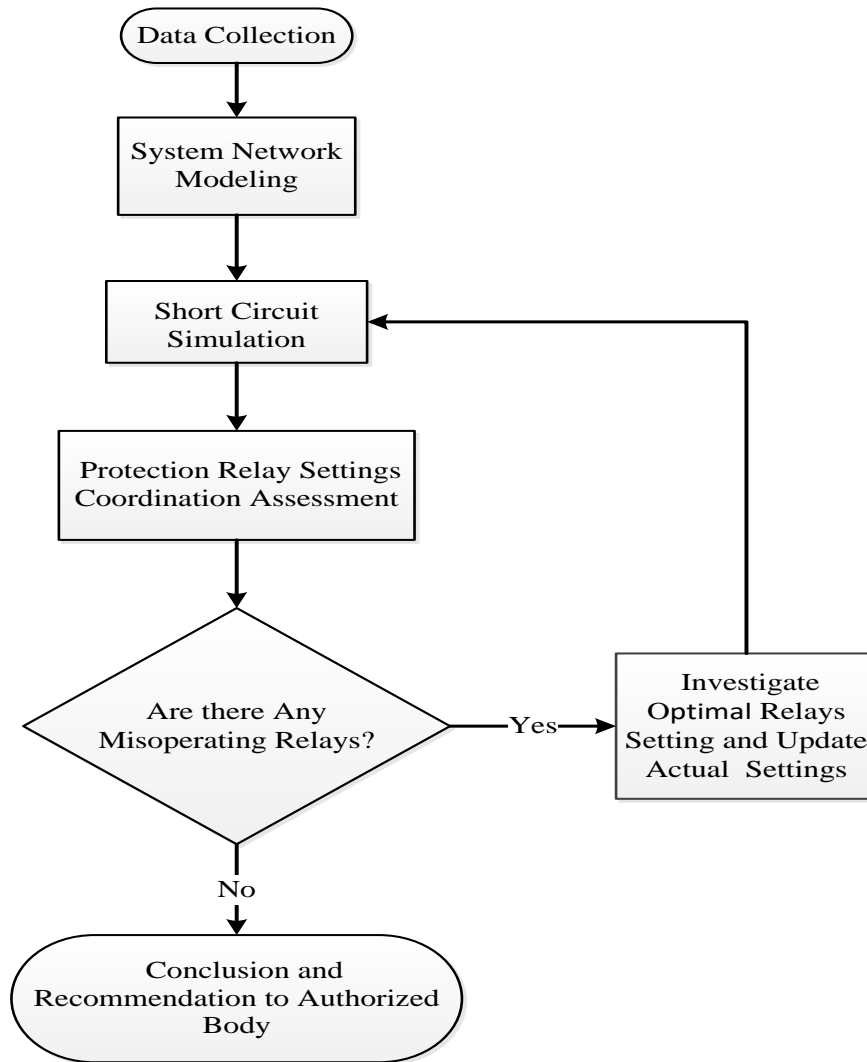 Data Collection
System Network
Modeling
Short Circuit
Simulation
Protection Relay Settings
Coordination Assessment
Are there Any
Misoperating Relays?
Yes
Investigate
Optimal Relays
Setting and Update
Actual Settings
No
Conclusion and
Recommendation to Authorized
Body